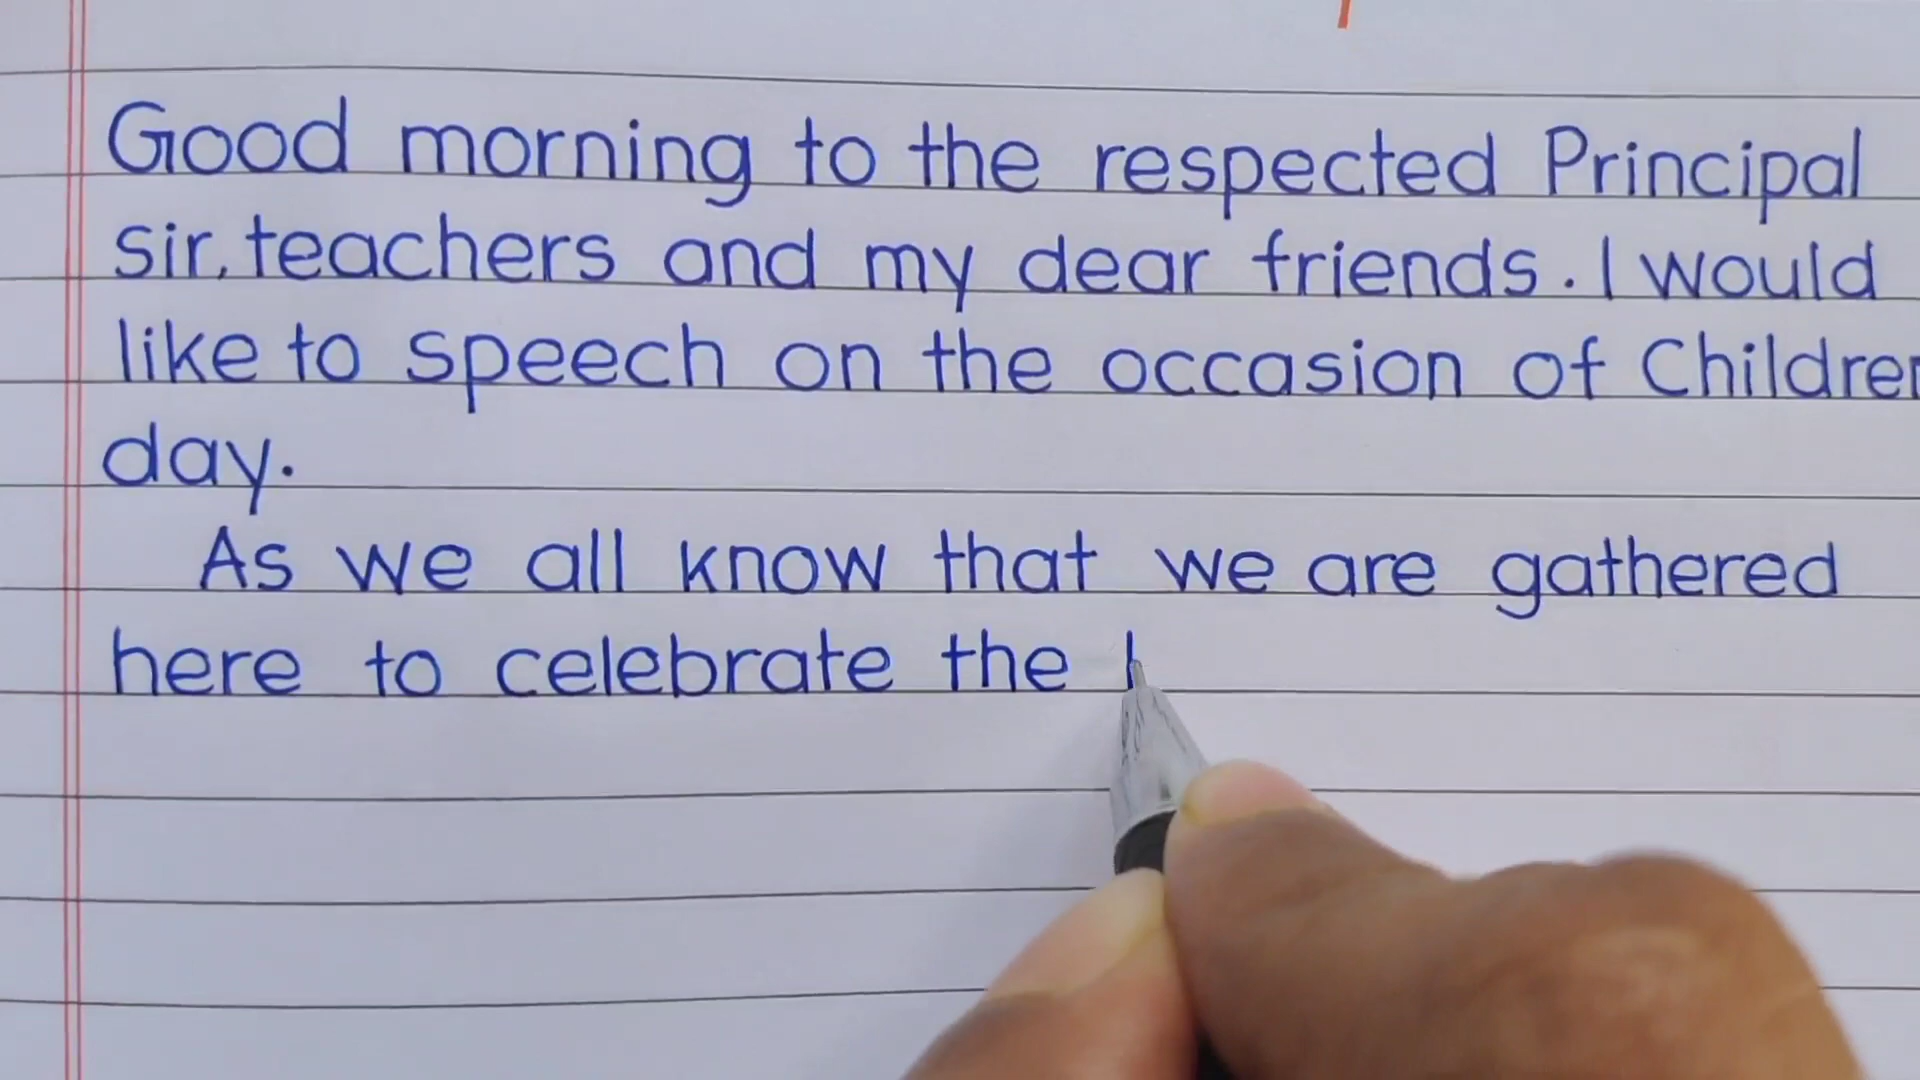 Good morning to the respected Principal
sir, teachers and my dear friends. I would
like to speech on the occasion of Children
day.
As we all know that we are gathered
here to celebrate the